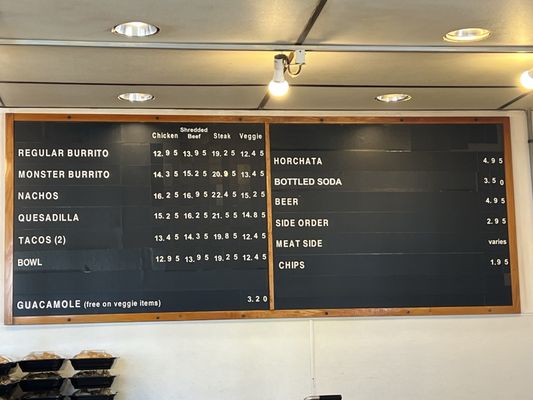 Chicken Shredded Beef Steak Veggie
REGULAR BURRITO 12.95 13.95 19.25 12.45
MONSTER BURRITO 14.35 15.25 20.95 13.45
NACHOS 16.25 16.95 22.45 15.25
QUESADILLA 15.25 16.25 21.55 14.85
TACOS (2) 13.45 14.35 19.85 12.45
BOWL 12.95 13.95 19.25 12.45
GUACAMOLE (free on veggie items) 3.20
HORCHATA 4.95
BOTTLED SODA 3.50
BEER 4.95
SIDE ORDER 2.95
MEAT SIDE varies
CHIPS 1.95